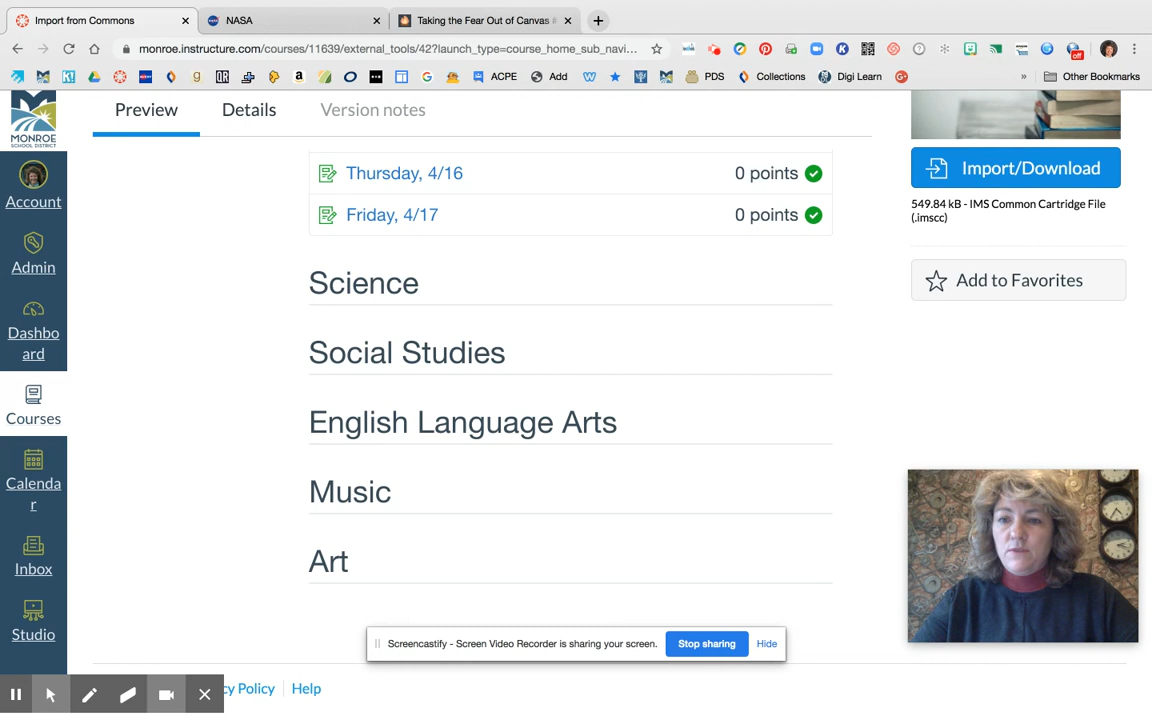 Import from Commons
NASA
Taking the Fear Out of Canvas
monroe.instructure.com/courses/11639/external_tools/42?launch_type=course_home_sub_navi...
off
ACPE
Add
PDS
Collections
Digi Learn
»
Other Bookmarks
MONROE
SCHOOL DISTRICT
Account
Admin
Dashbo
ard
Courses
Calenda
r
Inbox
Studio
Preview
Details
Version notes
Thursday, 4/16
0 points
Friday, 4/17
0 points
Science
Social Studies
English Language Arts
Music
Art
Import/Download
549.84 kB - IMS Common Cartridge File
(.imscc)
Add to Favorites
Screencastify - Screen Video Recorder is sharing your screen.
Stop sharing
Hide
cy Policy
Help